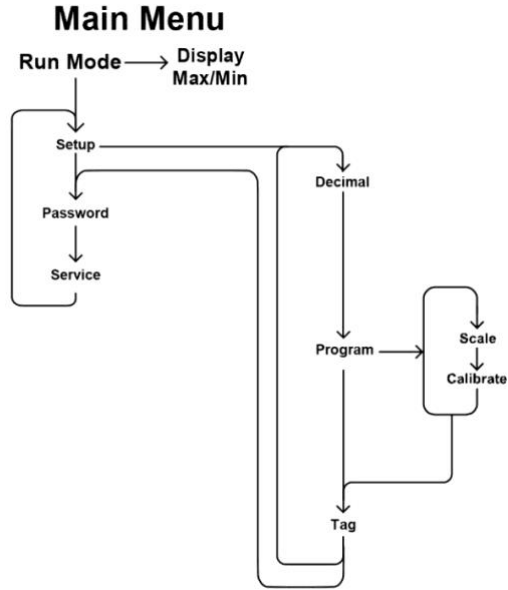 Main Menu
Run Mode
Display
Max/Min
Setup
Decimal
Password
Service
Program
Scale
Calibrate
Tag